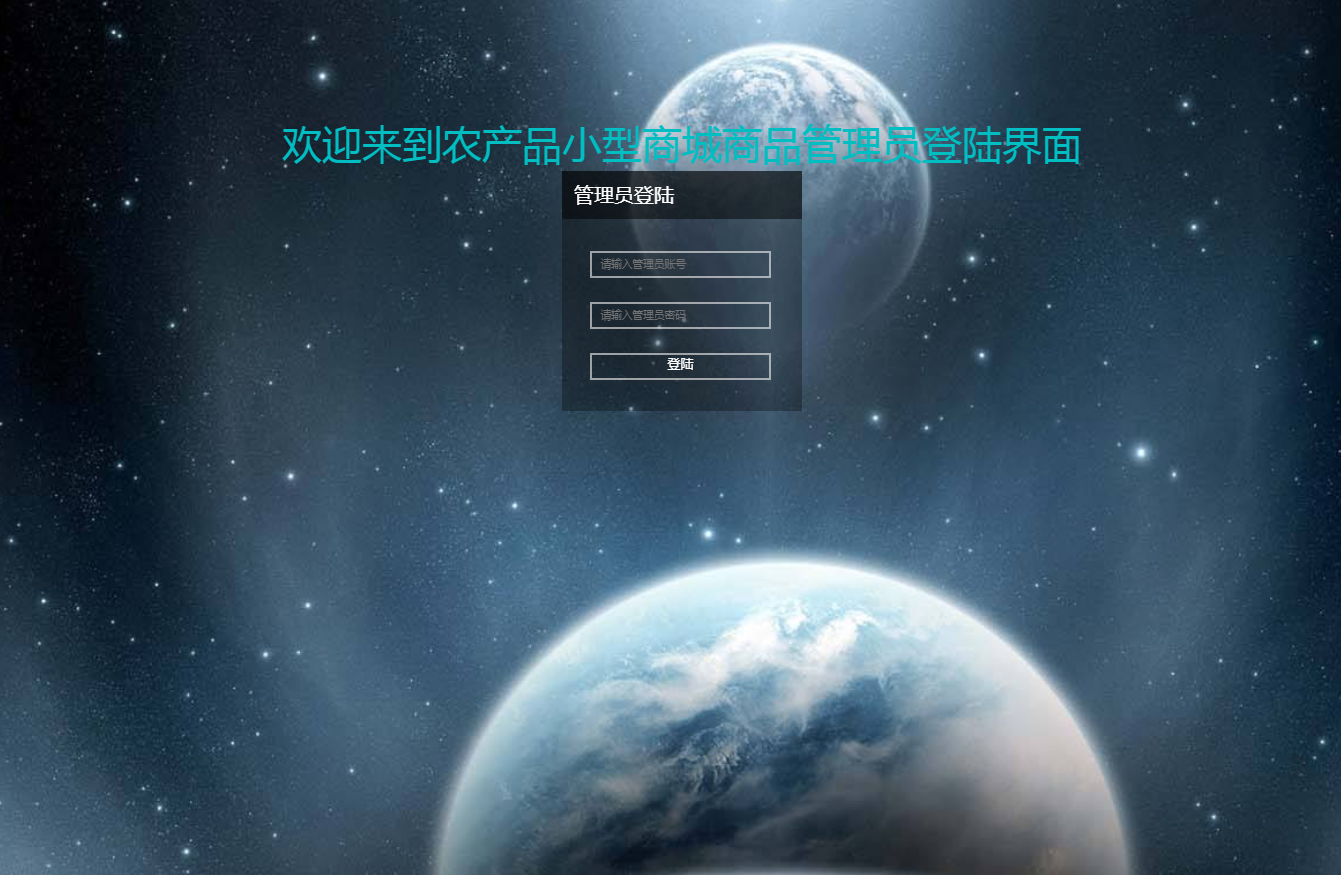 欢迎来到农产品小型商城商品管理员登陆界面
管理员登陆
请输入管理员账号
请输入管理员密码
登陆